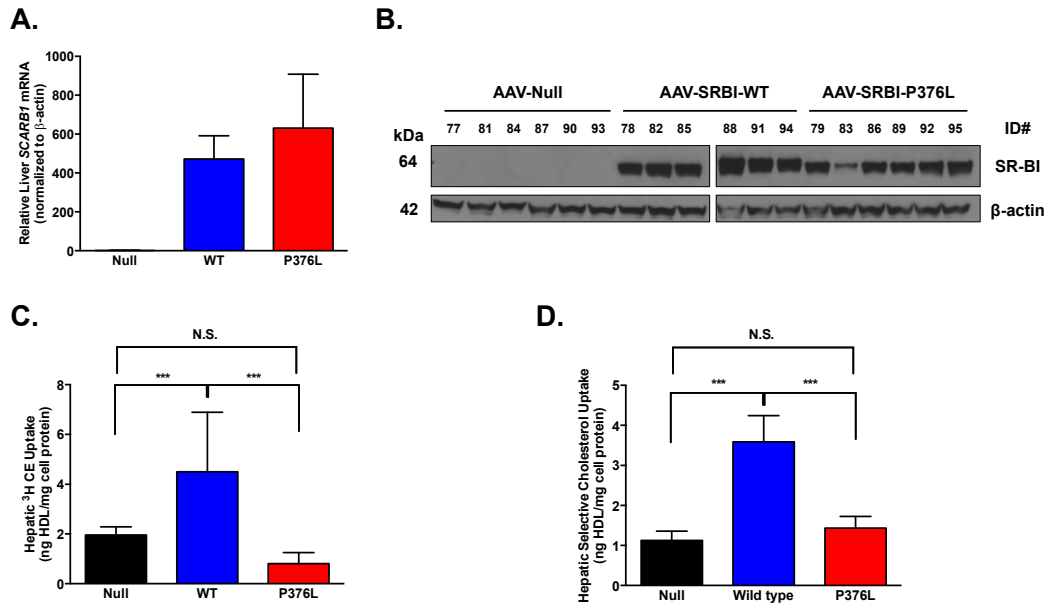 A.
Relative Liver SCARB1 mRNA
(normalized to β-actin)
1000
800
600
400
200
0
Null WT P376L
B.
AAV-Null AAV-SRBI-WT AAV-SRBI-P376L
kDa 77 81 84 87 90 93 78 82 85 88 91 94 79 83 86 89 92 95 ID#
64 SR-BI
42 β-actin
C.
N.S.
*** ***
Hepatic ³H CE Uptake
(ng HDL/mg cell protein)
8
6
4
2
0
Null WT P376L
D.
N.S.
*** ***
Hepatic Selective Cholesterol Uptake
(ng HDL/mg cell protein)
5
4
3
2
1
0
Null Wild type P376L